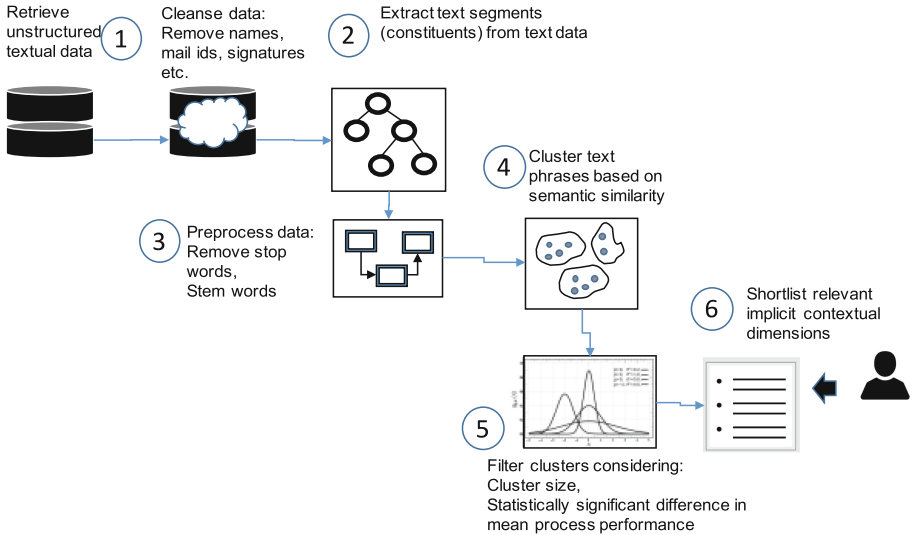 Retrieve
unstructured
textual data
1
Cleanse data:
Remove names,
mail ids, signatures
etc.
2
Extract text segments
(constituents) from text data
3
Preprocess data:
Remove stop
words,
Stem words
4
Cluster text
phrases based on
semantic similarity
5
Filter clusters considering:
Cluster size,
Statistically significant difference in
mean process performance
6
Shortlist relevant
implicit contextual
dimensions